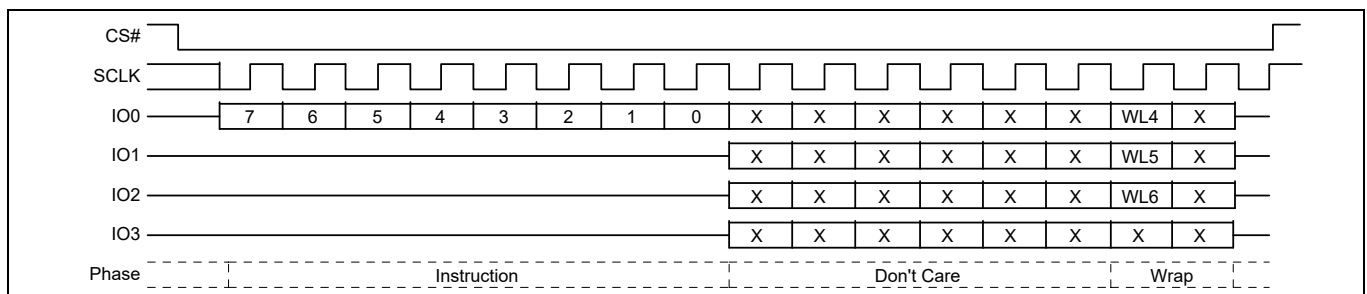 CS#
SCLK
IO0 7 6 5 4 3 2 1 0 X X X X X X WL4 X
IO1 X X X X X X WL5 X
IO2 X X X X X X WL6 X
IO3 X X X X X X X X
Phase Instruction Don't Care Wrap